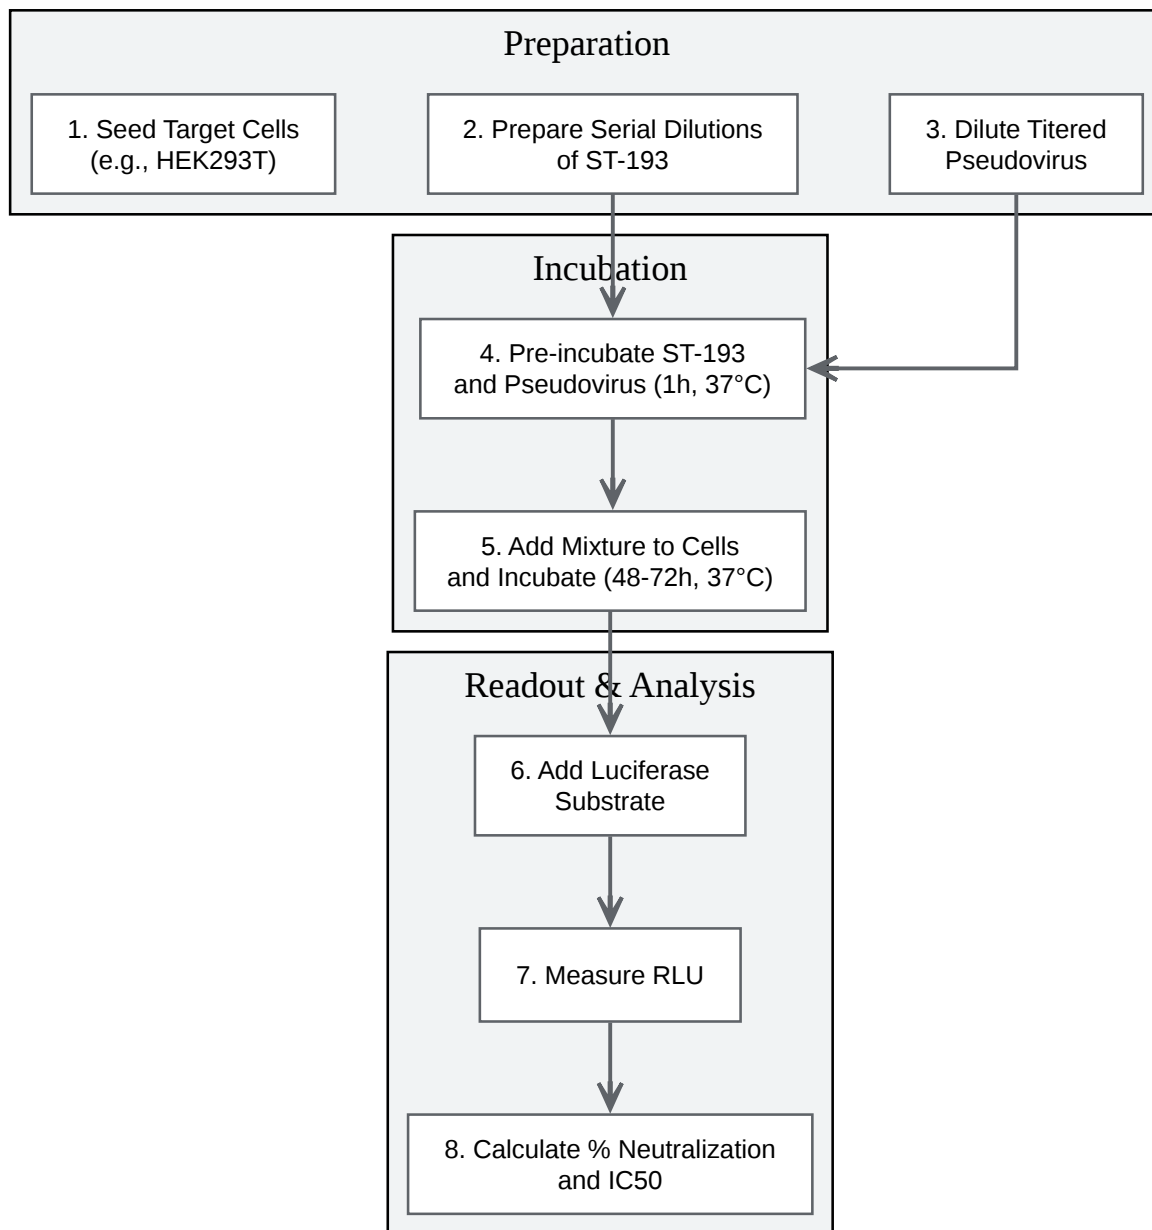 Preparation
1. Seed Target Cells
(e.g., HEK293T)
2. Prepare Serial Dilutions
of ST-193
3. Dilute Titered
Pseudovirus
Incubation
4. Pre-incubate ST-193
and Pseudovirus (1h, 37°C)
5. Add Mixture to Cells
and Incubate (48-72h, 37°C)
Readout & Analysis
6. Add Luciferase
Substrate
7. Measure RLU
8. Calculate % Neutralization
and IC50